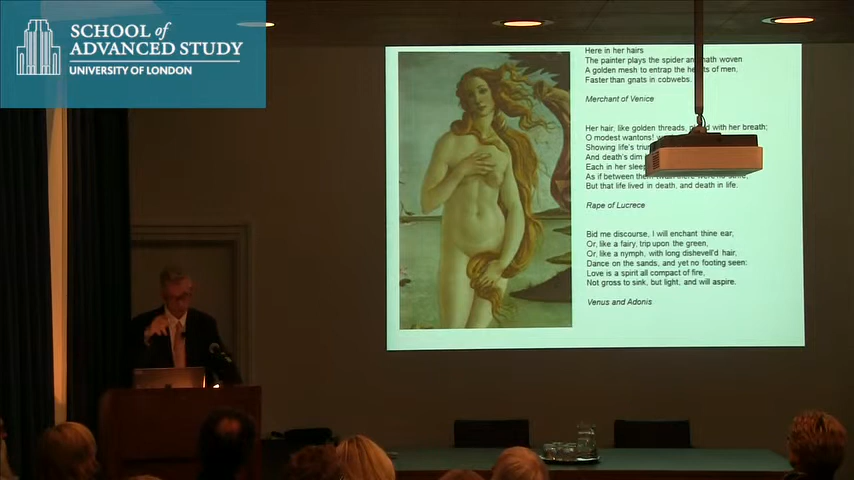 SCHOOL of
ADVANCED STUDY
UNIVERSITY OF LONDON
Here in her hairs
The painter plays the spider and hath woven
A golden mesh to entrap the hearts of men,
Faster than gnats in cobwebs.
Merchant of Venice
Her hair, like golden threads, with her breath;
O modest wantons!
Showing life's
And death's dim
Each in her
As if between
But that life lived in death, and death in life.
Rape of Lucrece
Bid me discourse, I will enchant thine ear,
Or, like a fairy, trip upon the green,
Or, like a nymph, with long dishevell'd hair,
Dance on the sands, and yet no footing seen:
Love is a spirit all compact of fire,
Not gross to sink, but light, and will aspire.
Venus and Adonis